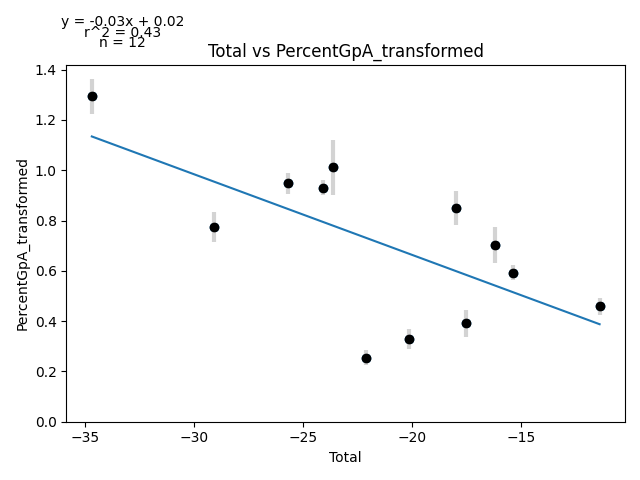 y = -0.03x + 0.02
r^2 = 0.43
n = 12
Total vs PercentGpA_transformed
PercentGpA_transformed
1.4
1.2
1.0
0.8
0.6
0.4
0.2
0.0
−35
−30
−25
−20
−15
Total